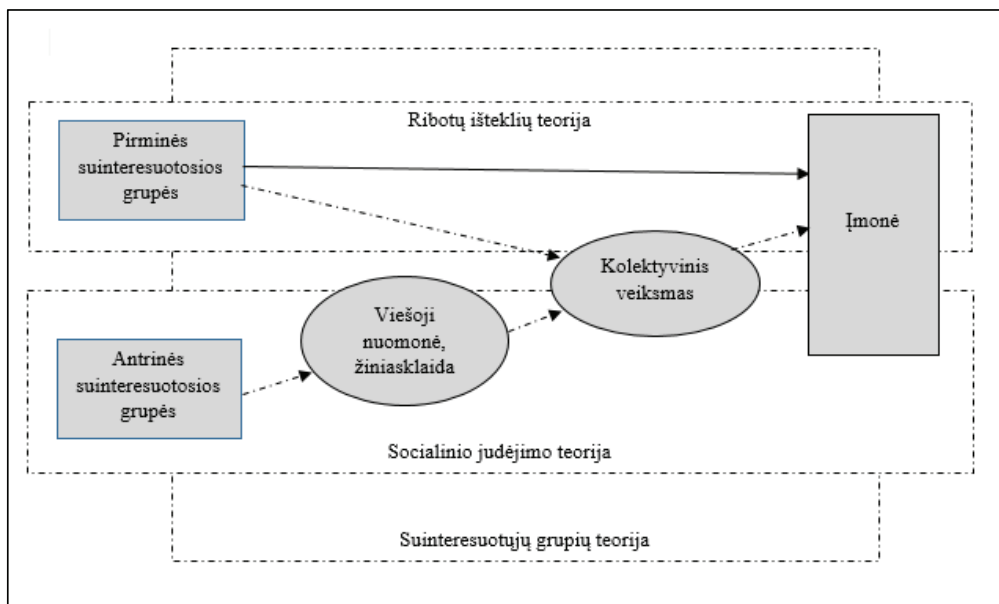 Ribotų išteklių teorija
Pirminės
suinteresuotosios
grupės
Įmonė
Kolektyvinis
veiksmas
Viešoji
nuomonė,
žiniasklaida
Antrinės
suinteresuotosios
grupės
Socialinio judėjimo teorija
Suinteresuotųjų grupių teorija